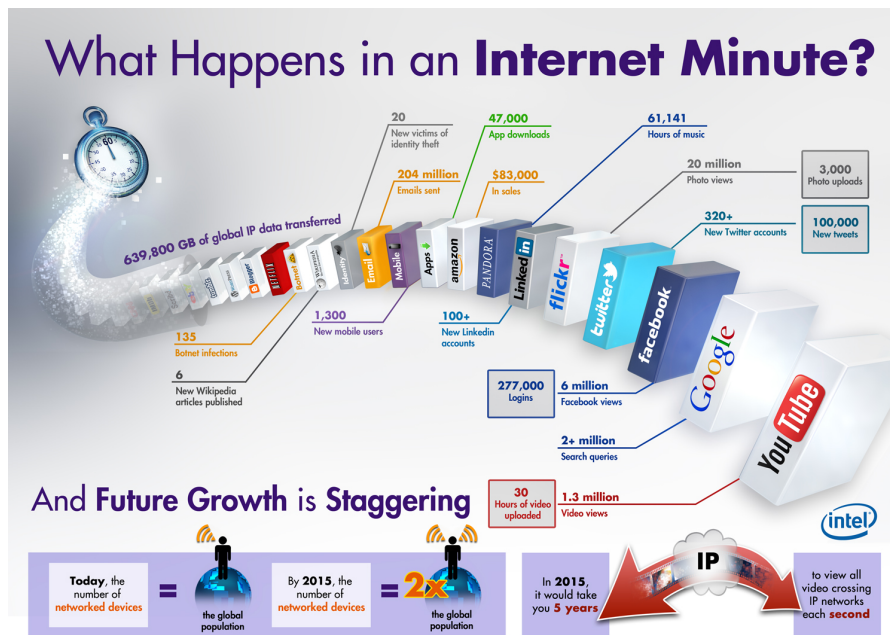 What Happens in an Internet Minute?
60
20
New victims of
identity theft
47,000
App downloads
61,141
Hours of music
204 million
Emails sent
$83,000
In sales
20 million
Photo views
3,000
Photo uploads
320+
New Twitter accounts
100,000
New tweets
639,800 GB of global IP data transferred
Blogger
NETFLIX
Botnet
WIKIPEDIA
Identity
Email
Mobile
Apps
amazon
PANDORA
Linked in
flickr
twitter
facebook
Google
YouTube
135
Botnet infections
6
New Wikipedia
articles published
1,300
New mobile users
100+
New Linkedin
accounts
277,000
Logins
6 million
Facebook views
2+ million
Search queries
30
Hours of video
uploaded
1.3 million
Video views
intel
And Future Growth is Staggering
Today, the
number of
networked devices
=
the global
population
By 2015, the
number of
networked devices
=
2x
the global
population
In 2015,
it would take
you 5 years
IP
to view all
video crossing
IP networks
each second